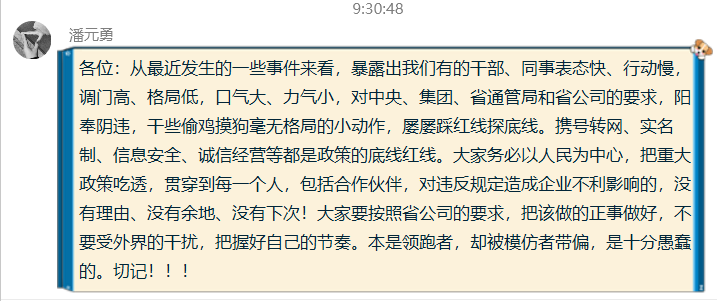 9:30:48
潘元勇
各位：从最近发生的一些事件来看，暴露出我们有的干部、同事表态快、行动慢，
调门高、格局低，口气大、力气小，对中央、集团、省通管局和省公司的要求，阳
奉阴违，干些偷鸡摸狗毫无格局的小动作，屡屡踩红线探底线。携号转网、实名
制、信息安全、诚信经营等都是政策的底线红线。大家务必以人民为中心，把重大
政策吃透，贯穿到每一个人，包括合作伙伴，对违反规定造成企业不利影响的，没
有理由、没有余地、没有下次！大家要按照省公司的要求，把该做的正事做好，不
要受外界的干扰，把握好自己的节奏。本是领跑者，却被模仿者带偏，是十分愚蠢
的。切记！！！